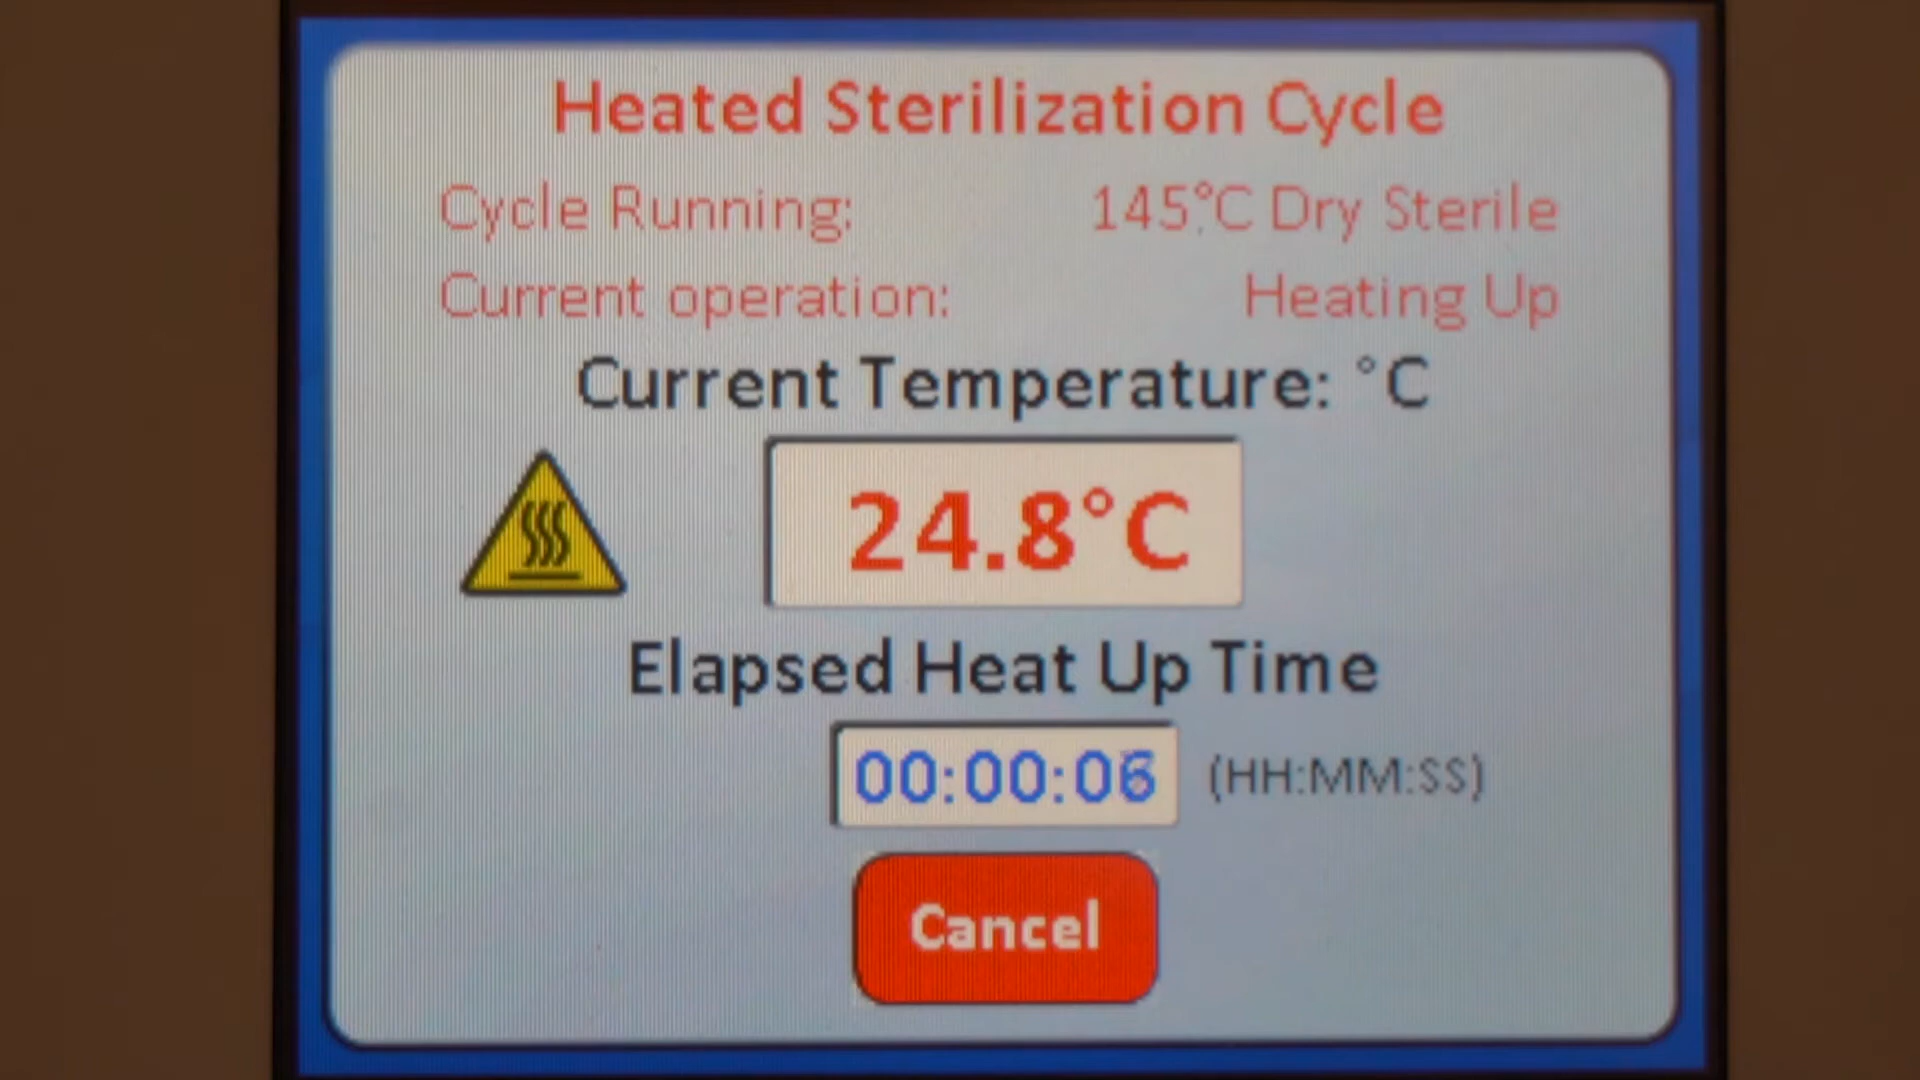 Heated Sterilization Cycle
Cycle Running: 145°C Dry Sterile
Current operation: Heating Up
Current Temperature: °C
24.8°C
Elapsed Heat Up Time
00:00:06 (HH:MM:SS)
Cancel